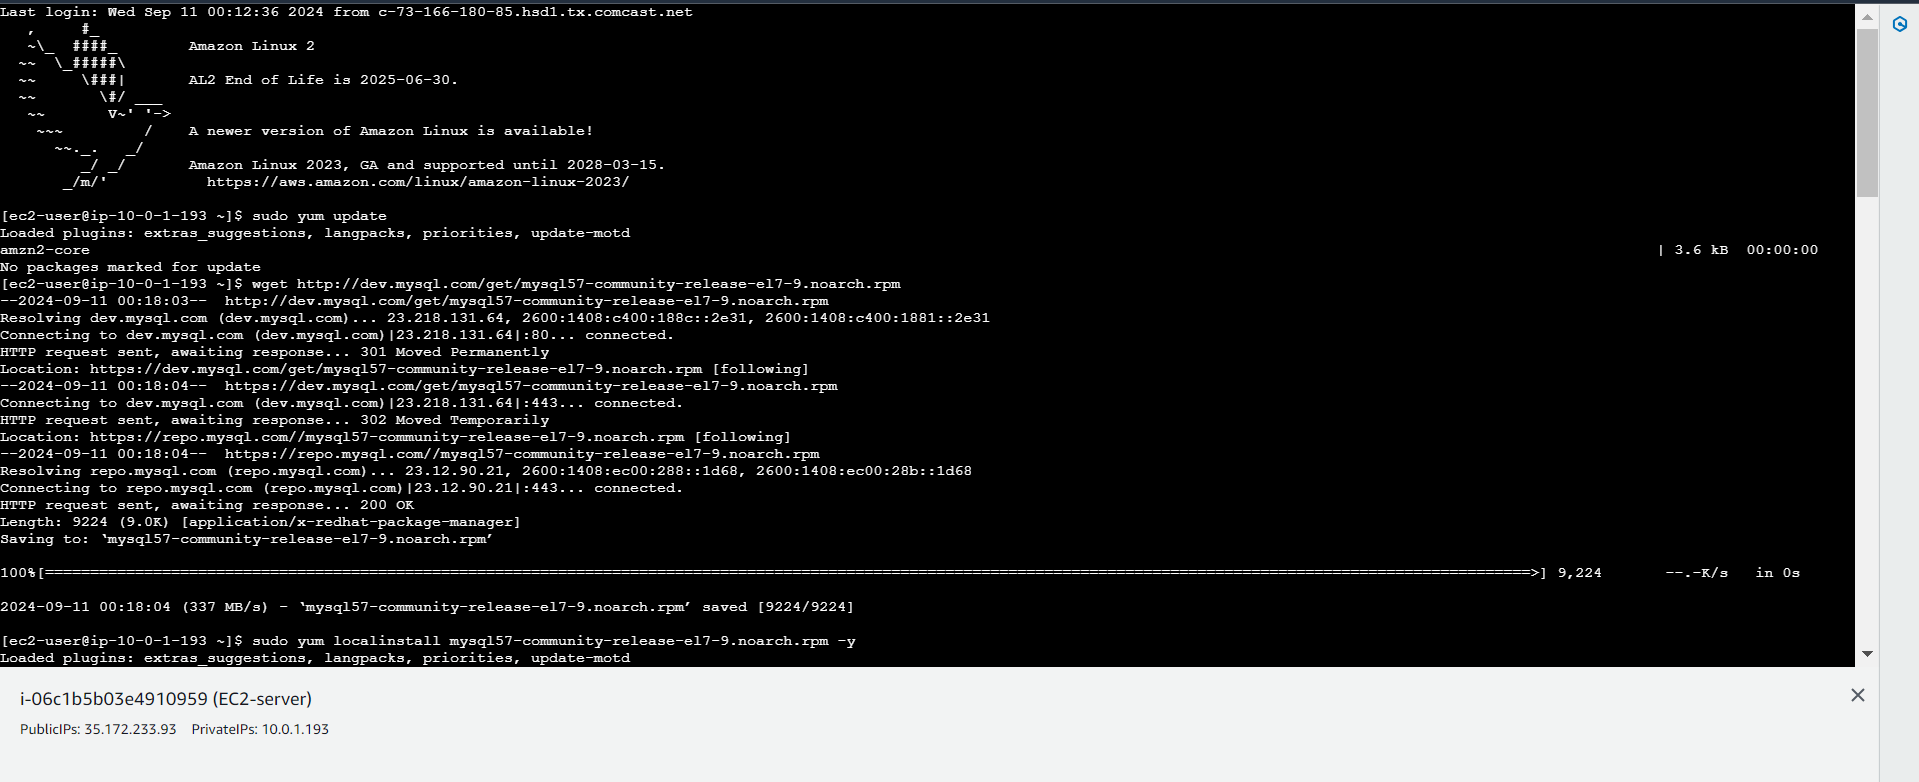 Last login: Wed Sep 11 00:12:36 2024 from c-73-166-180-85.hsd1.tx.comcast.net
   ,     #_
   ~\_  ####_        Amazon Linux 2
  ~~  \_#####\
  ~~     \###|       AL2 End of Life is 2025-06-30.
  ~~       \#/ ___
   ~~       V~' '->
    ~~~         /    A newer version of Amazon Linux is available!
      ~~._.   _/
         _/ _/       Amazon Linux 2023, GA and supported until 2028-03-15.
       _/m/'           https://aws.amazon.com/linux/amazon-linux-2023/
[ec2-user@ip-10-0-1-193 ~]$ sudo yum update
Loaded plugins: extras_suggestions, langpacks, priorities, update-motd
amzn2-core | 3.6 kB  00:00:00
No packages marked for update
[ec2-user@ip-10-0-1-193 ~]$ wget http://dev.mysql.com/get/mysql57-community-release-el7-9.noarch.rpm
--2024-09-11 00:18:03--  http://dev.mysql.com/get/mysql57-community-release-el7-9.noarch.rpm
Resolving dev.mysql.com (dev.mysql.com)... 23.218.131.64, 2600:1408:c400:188c::2e31, 2600:1408:c400:1881::2e31
Connecting to dev.mysql.com (dev.mysql.com)|23.218.131.64|:80... connected.
HTTP request sent, awaiting response... 301 Moved Permanently
Location: https://dev.mysql.com/get/mysql57-community-release-el7-9.noarch.rpm [following]
--2024-09-11 00:18:04--  https://dev.mysql.com/get/mysql57-community-release-el7-9.noarch.rpm
Connecting to dev.mysql.com (dev.mysql.com)|23.218.131.64|:443... connected.
HTTP request sent, awaiting response... 302 Moved Temporarily
Location: https://repo.mysql.com//mysql57-community-release-el7-9.noarch.rpm [following]
--2024-09-11 00:18:04--  https://repo.mysql.com//mysql57-community-release-el7-9.noarch.rpm
Resolving repo.mysql.com (repo.mysql.com)... 23.12.90.21, 2600:1408:ec00:288::1d68, 2600:1408:ec00:28b::1d68
Connecting to repo.mysql.com (repo.mysql.com)|23.12.90.21|:443... connected.
HTTP request sent, awaiting response... 200 OK
Length: 9224 (9.0K) [application/x-redhat-package-manager]
Saving to: ‘mysql57-community-release-el7-9.noarch.rpm’
100%[=====================================================================================================================================================================>] 9,224       --.-K/s   in 0s
2024-09-11 00:18:04 (337 MB/s) - ‘mysql57-community-release-el7-9.noarch.rpm’ saved [9224/9224]
[ec2-user@ip-10-0-1-193 ~]$ sudo yum localinstall mysql57-community-release-el7-9.noarch.rpm -y
Loaded plugins: extras_suggestions, langpacks, priorities, update-motd
i-06c1b5b03e4910959 (EC2-server)
PublicIPs: 35.172.233.93    PrivateIPs: 10.0.1.193